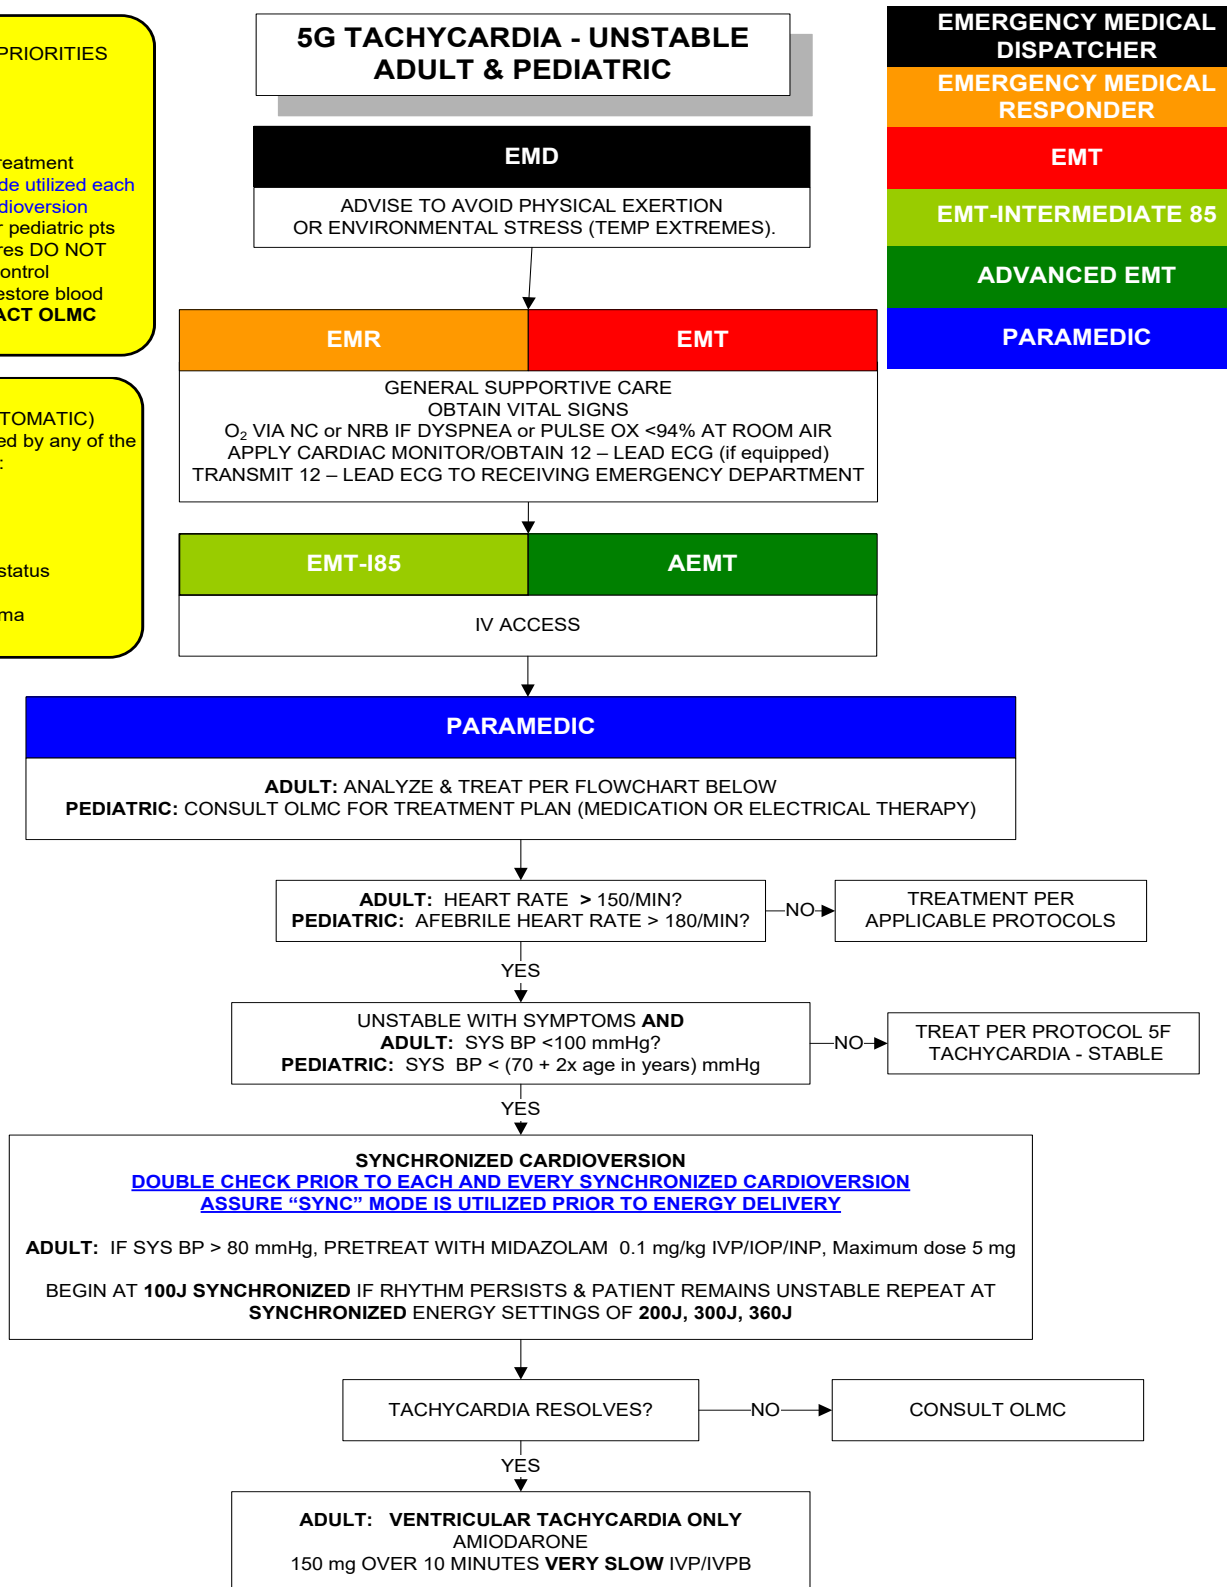 PRIORITIES
reatment
de utilized each
dioversion
r pediatric pts
res DO NOT
ontrol
estore blood
ACT OLMC
TOMATIC)
ed by any of the
:
status
ma
5G TACHYCARDIA - UNSTABLE
ADULT & PEDIATRIC
EMERGENCY MEDICAL
DISPATCHER
EMERGENCY MEDICAL
RESPONDER
EMT
EMT-INTERMEDIATE 85
ADVANCED EMT
PARAMEDIC
EMD
ADVISE TO AVOID PHYSICAL EXERTION
OR ENVIRONMENTAL STRESS (TEMP EXTREMES).
EMR
EMT
GENERAL SUPPORTIVE CARE
OBTAIN VITAL SIGNS
O₂ VIA NC or NRB IF DYSPNEA or PULSE OX <94% AT ROOM AIR
APPLY CARDIAC MONITOR/OBTAIN 12 – LEAD ECG (if equipped)
TRANSMIT 12 – LEAD ECG TO RECEIVING EMERGENCY DEPARTMENT
EMT-I85
AEMT
IV ACCESS
PARAMEDIC
ADULT: ANALYZE & TREAT PER FLOWCHART BELOW
PEDIATRIC: CONSULT OLMC FOR TREATMENT PLAN (MEDICATION OR ELECTRICAL THERAPY)
ADULT: HEART RATE > 150/MIN?
PEDIATRIC: AFEBRILE HEART RATE > 180/MIN?
NO
TREATMENT PER
APPLICABLE PROTOCOLS
YES
UNSTABLE WITH SYMPTOMS AND
ADULT: SYS BP <100 mmHg?
PEDIATRIC: SYS BP < (70 + 2x age in years) mmHg
NO
TREAT PER PROTOCOL 5F
TACHYCARDIA - STABLE
YES
SYNCHRONIZED CARDIOVERSION
DOUBLE CHECK PRIOR TO EACH AND EVERY SYNCHRONIZED CARDIOVERSION
ASSURE “SYNC” MODE IS UTILIZED PRIOR TO ENERGY DELIVERY
ADULT: IF SYS BP > 80 mmHg, PRETREAT WITH MIDAZOLAM 0.1 mg/kg IVP/IOP/INP, Maximum dose 5 mg
BEGIN AT 100J SYNCHRONIZED IF RHYTHM PERSISTS & PATIENT REMAINS UNSTABLE REPEAT AT
SYNCHRONIZED ENERGY SETTINGS OF 200J, 300J, 360J
TACHYCARDIA RESOLVES?
NO
CONSULT OLMC
YES
ADULT: VENTRICULAR TACHYCARDIA ONLY
AMIODARONE
150 mg OVER 10 MINUTES VERY SLOW IVP/IVPB